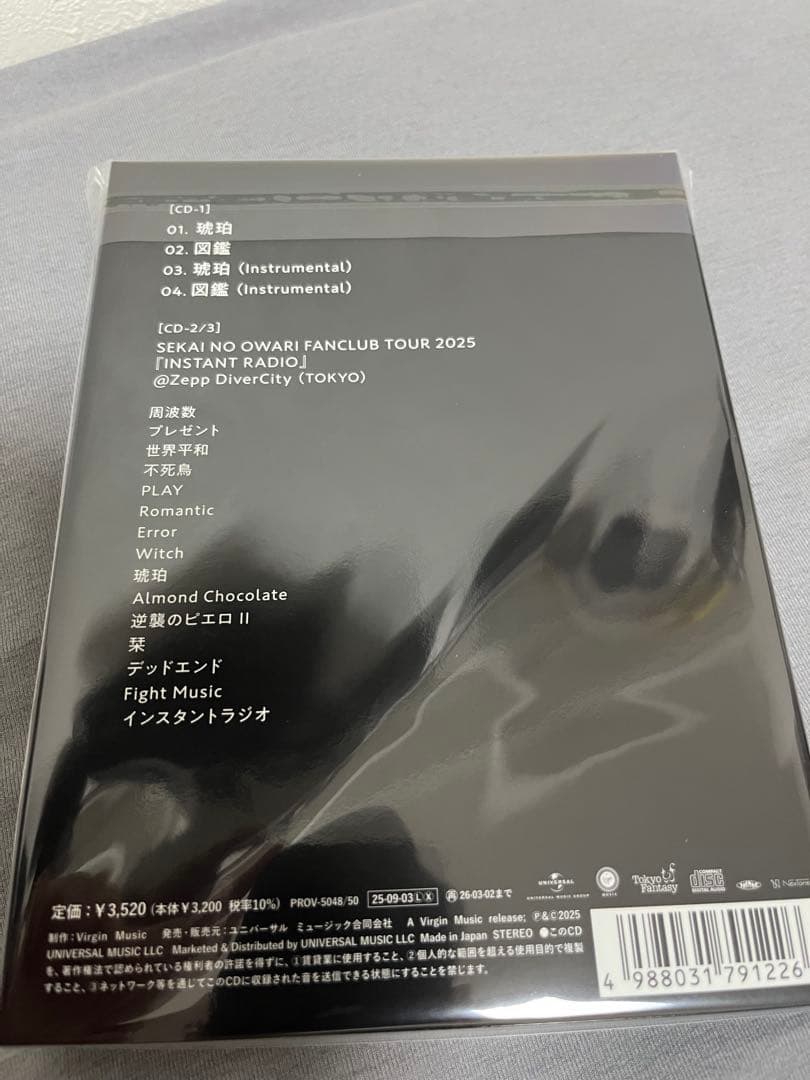 [CD-1]
01. 琥珀
02. 図鑑
03. 琥珀 (Instrumental)
04. 図鑑 (Instrumental)
[CD-2/3]
SEKAI NO OWARI FANCLUB TOUR 2025
『INSTANT RADIO』
@Zepp DiverCity (TOKYO)
周波数
プレゼント
世界平和
不死鳥
PLAY
Romantic
Error
Witch
琥珀
Almond Chocolate
逆襲のピエロ II
栞
デッドエンド
Fight Music
インスタントラジオ
UNIVERSAL
UNIVERSAL MUSIC GROUP
MUSIC
Tokyo Fantasy
COMPACT disc DIGITAL AUDIO
NexTone
定価:¥3,520 (本体¥3,200 税率10%) PROV-5048/50 25-09-03 L X 再 26-03-02まで
制作:Virgin Music 発売・販売元:ユニバーサル ミュージック合同会社 A Virgin Music release; ℗&©2025
UNIVERSAL MUSIC LLC Marketed & Distributed by UNIVERSAL MUSIC LLC Made in Japan STEREO ●このCD
を、著作権法で認められている権利者の許諾を得ずに、①賃貸業に使用すること、②個人的な範囲を超える使用目的で複製
すること、③ネットワーク等を通じてこのCDに収録された音を送信できる状態にすることを禁じます。
4 988031 791226